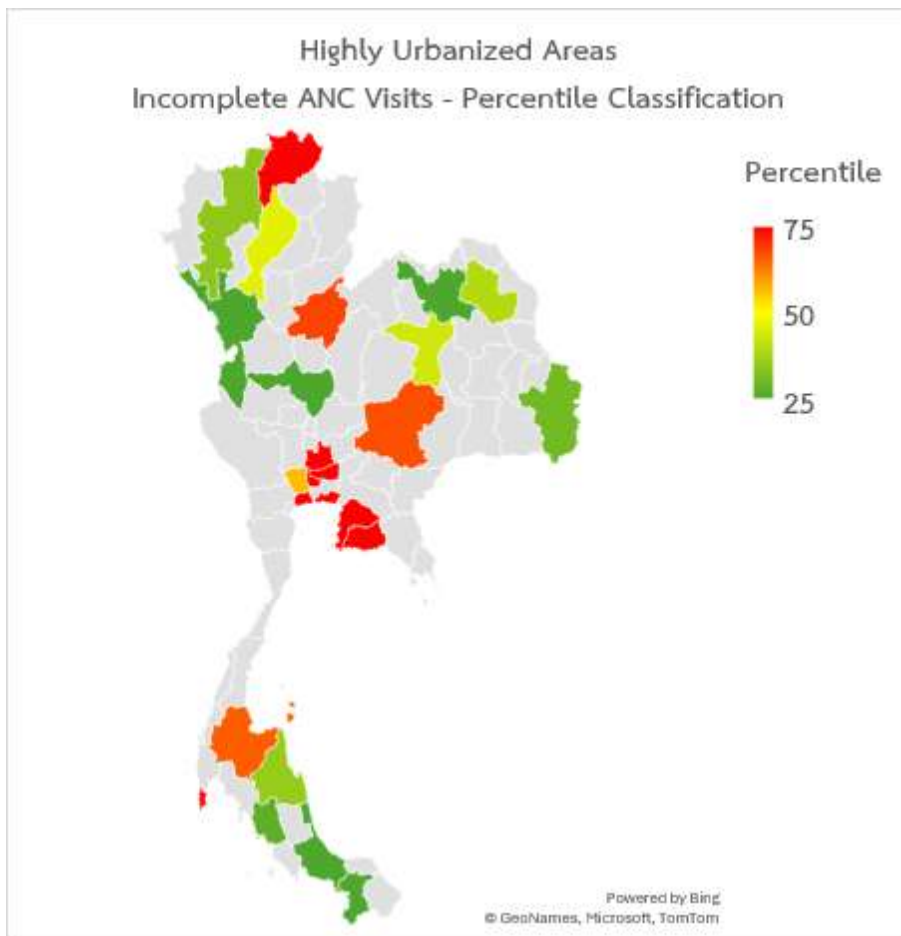 Highly Urbanized Areas
Incomplete ANC Visits - Percentile Classification
Percentile
75
50
25
Powered by Bing
© GeoNames, Microsoft, TomTom